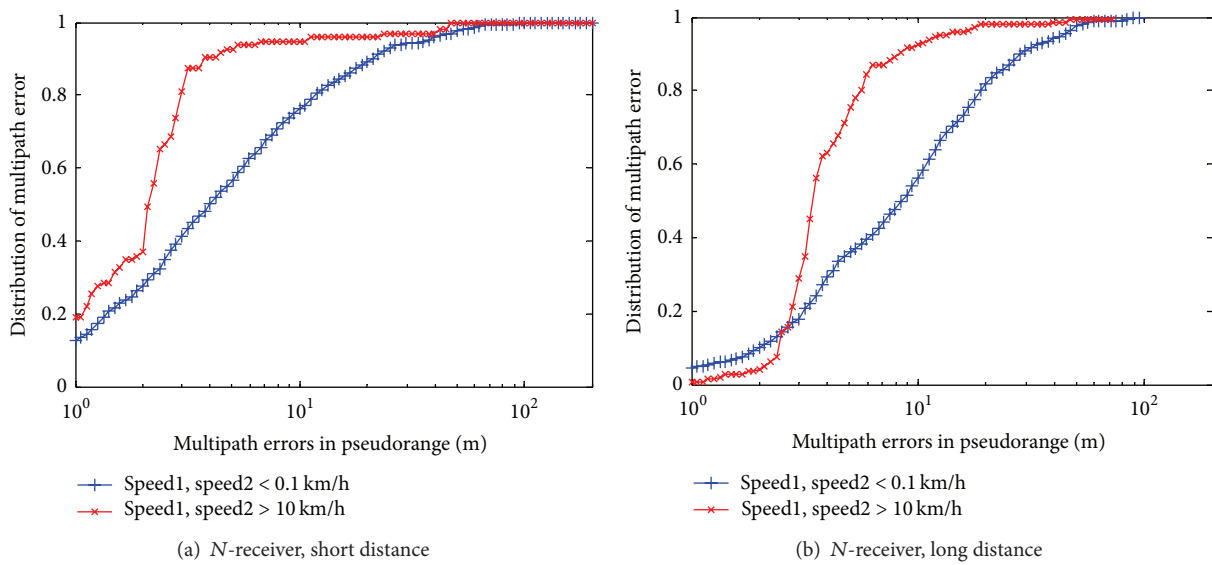 Distribution of multipath error
1
0.8
0.6
0.4
0.2
0
10^0
10^1
10^2
Multipath errors in pseudorange (m)
Speed1, speed2 < 0.1 km/h
Speed1, speed2 > 10 km/h
(a) N-receiver, short distance
Distribution of multipath error
1
0.8
0.6
0.4
0.2
0
10^0
10^1
10^2
Multipath errors in pseudorange (m)
Speed1, speed2 < 0.1 km/h
Speed1, speed2 > 10 km/h
(b) N-receiver, long distance